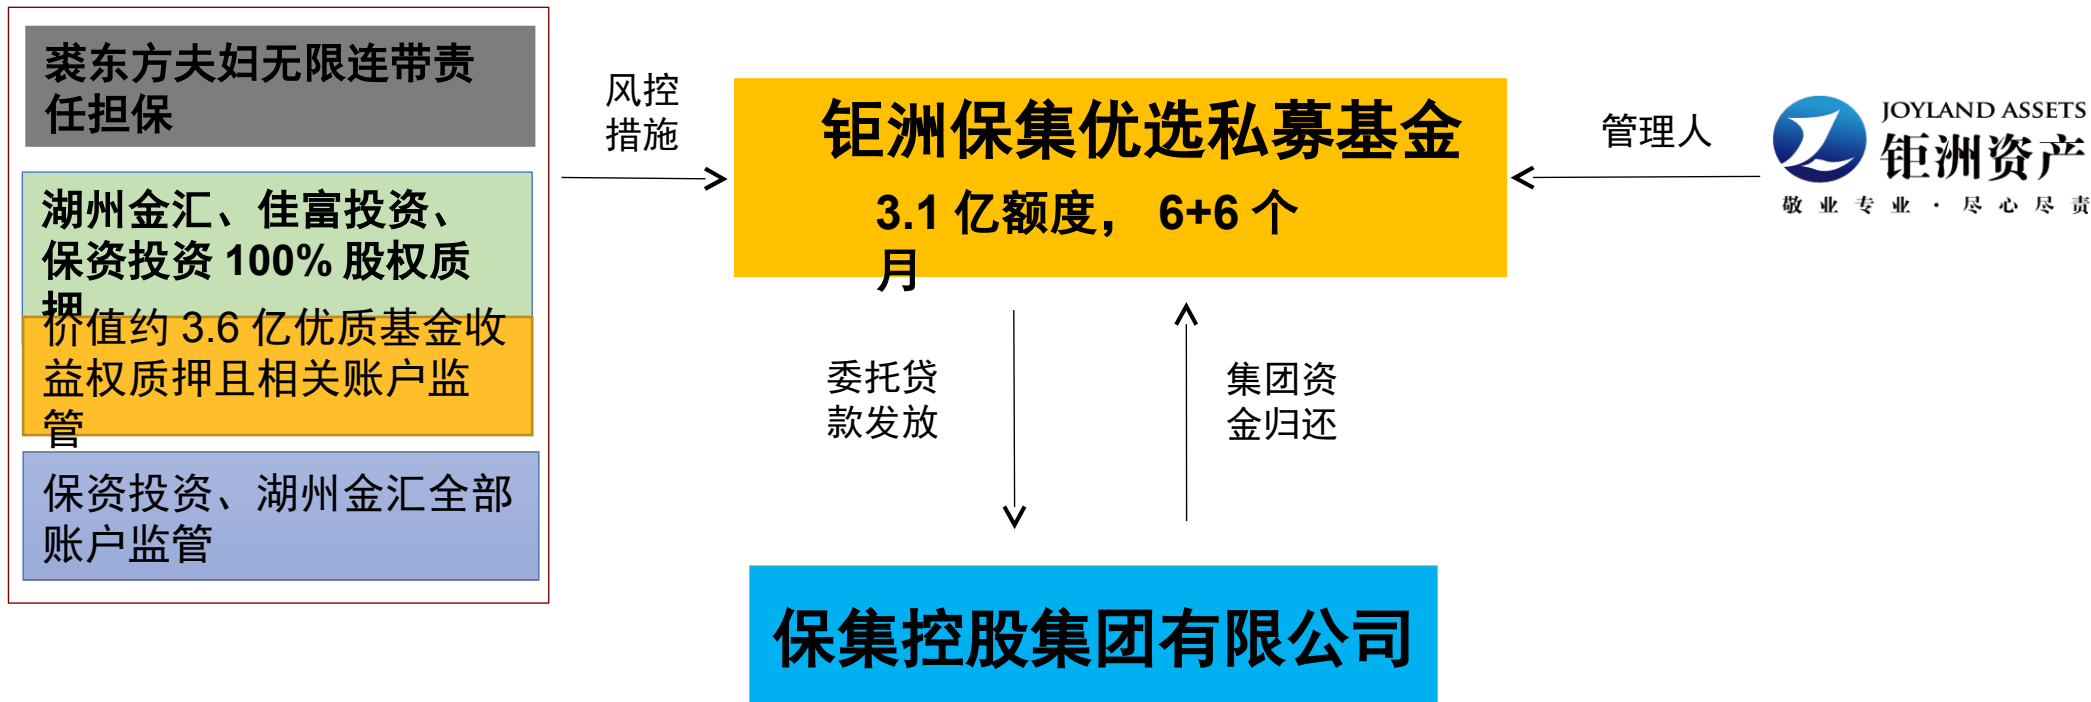 裘东方夫妇无限连带责
任担保
湖州金汇、佳富投资、
保资投资 100% 股权质
押
价值约 3.6 亿优质基金收
益权质押且相关账户监
管
保资投资、湖州金汇全部
账户监管
风控
措施
钜洲保集优选私募基金
3.1 亿额度， 6+6 个
月
管理人
JOYLAND ASSETS
钜洲资产
敬业专业·尽心尽责
委托贷
款发放
集团资
金归还
保集控股集团有限公司